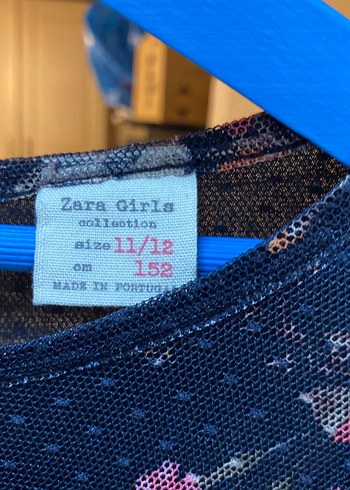 Zara Girls
collection
size 11/12
cm 152
MADE IN PORTUGAL